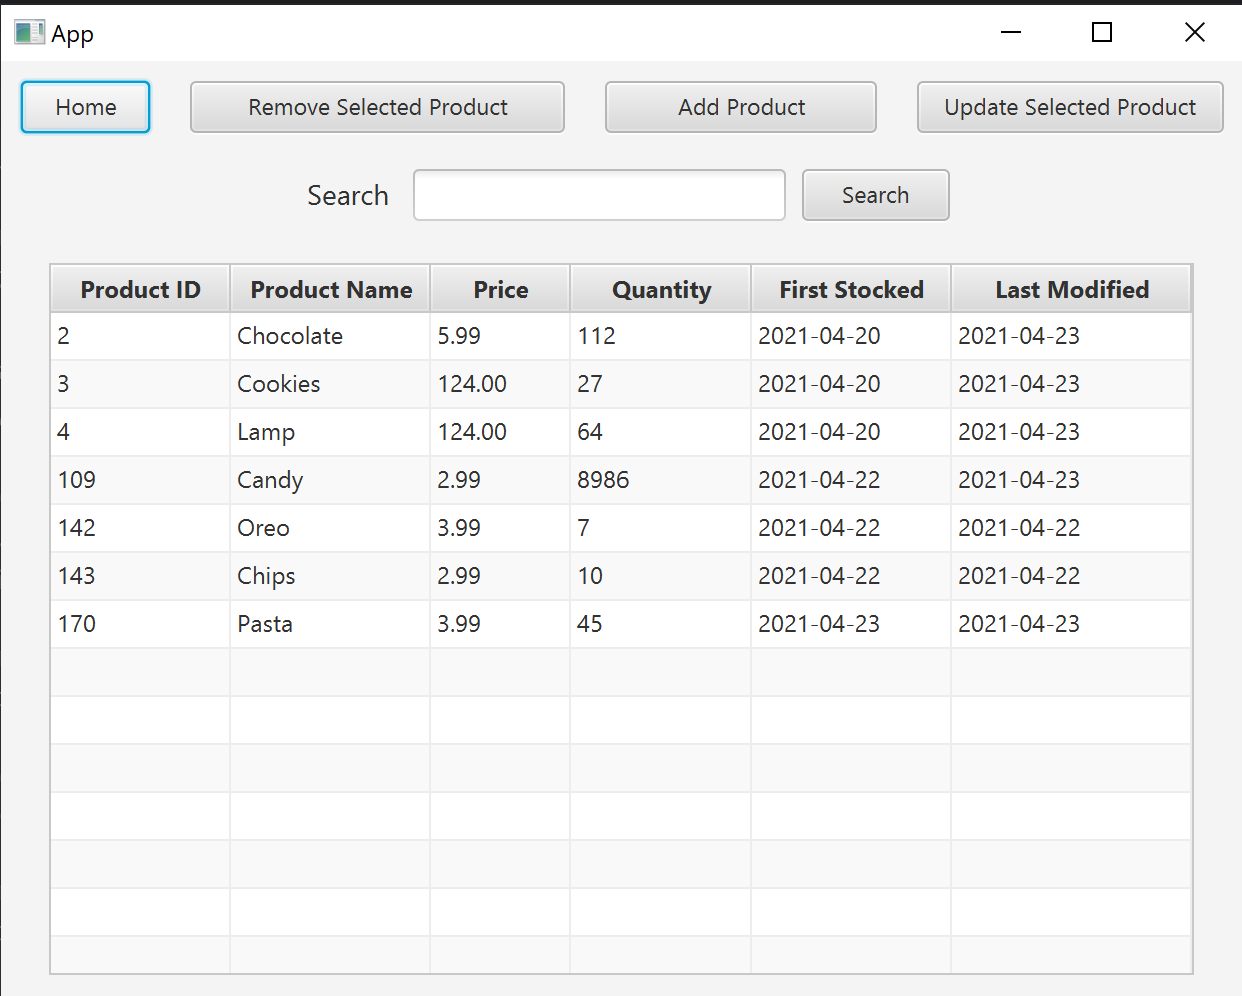 App
Home Remove Selected Product Add Product Update Selected Product
Search Search
Product ID Product Name Price Quantity First Stocked Last Modified
2 Chocolate 5.99 112 2021-04-20 2021-04-23
3 Cookies 124.00 27 2021-04-20 2021-04-23
4 Lamp 124.00 64 2021-04-20 2021-04-23
109 Candy 2.99 8986 2021-04-22 2021-04-23
142 Oreo 3.99 7 2021-04-22 2021-04-22
143 Chips 2.99 10 2021-04-22 2021-04-22
170 Pasta 3.99 45 2021-04-23 2021-04-23